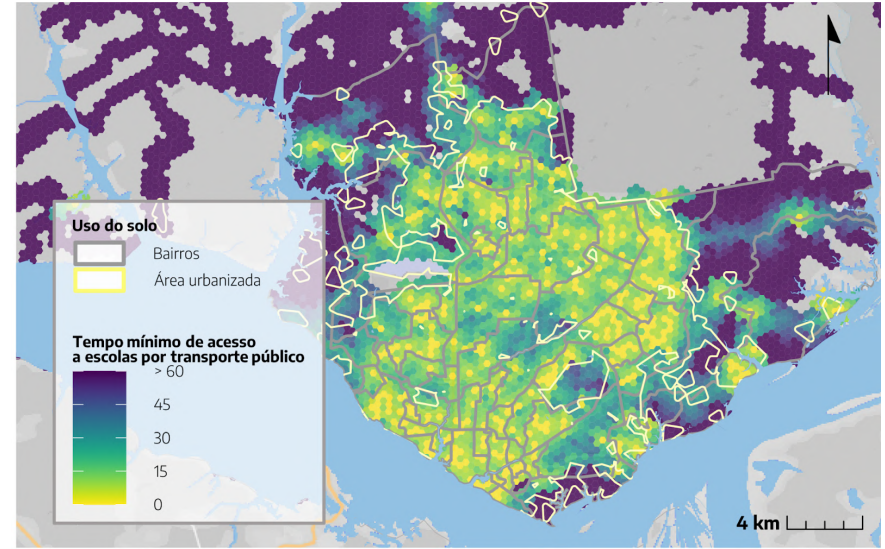 Uso do solo
Bairros
Área urbanizada
Tempo mínimo de acesso
a escolas por transporte público
> 60
45
30
15
0
4 km